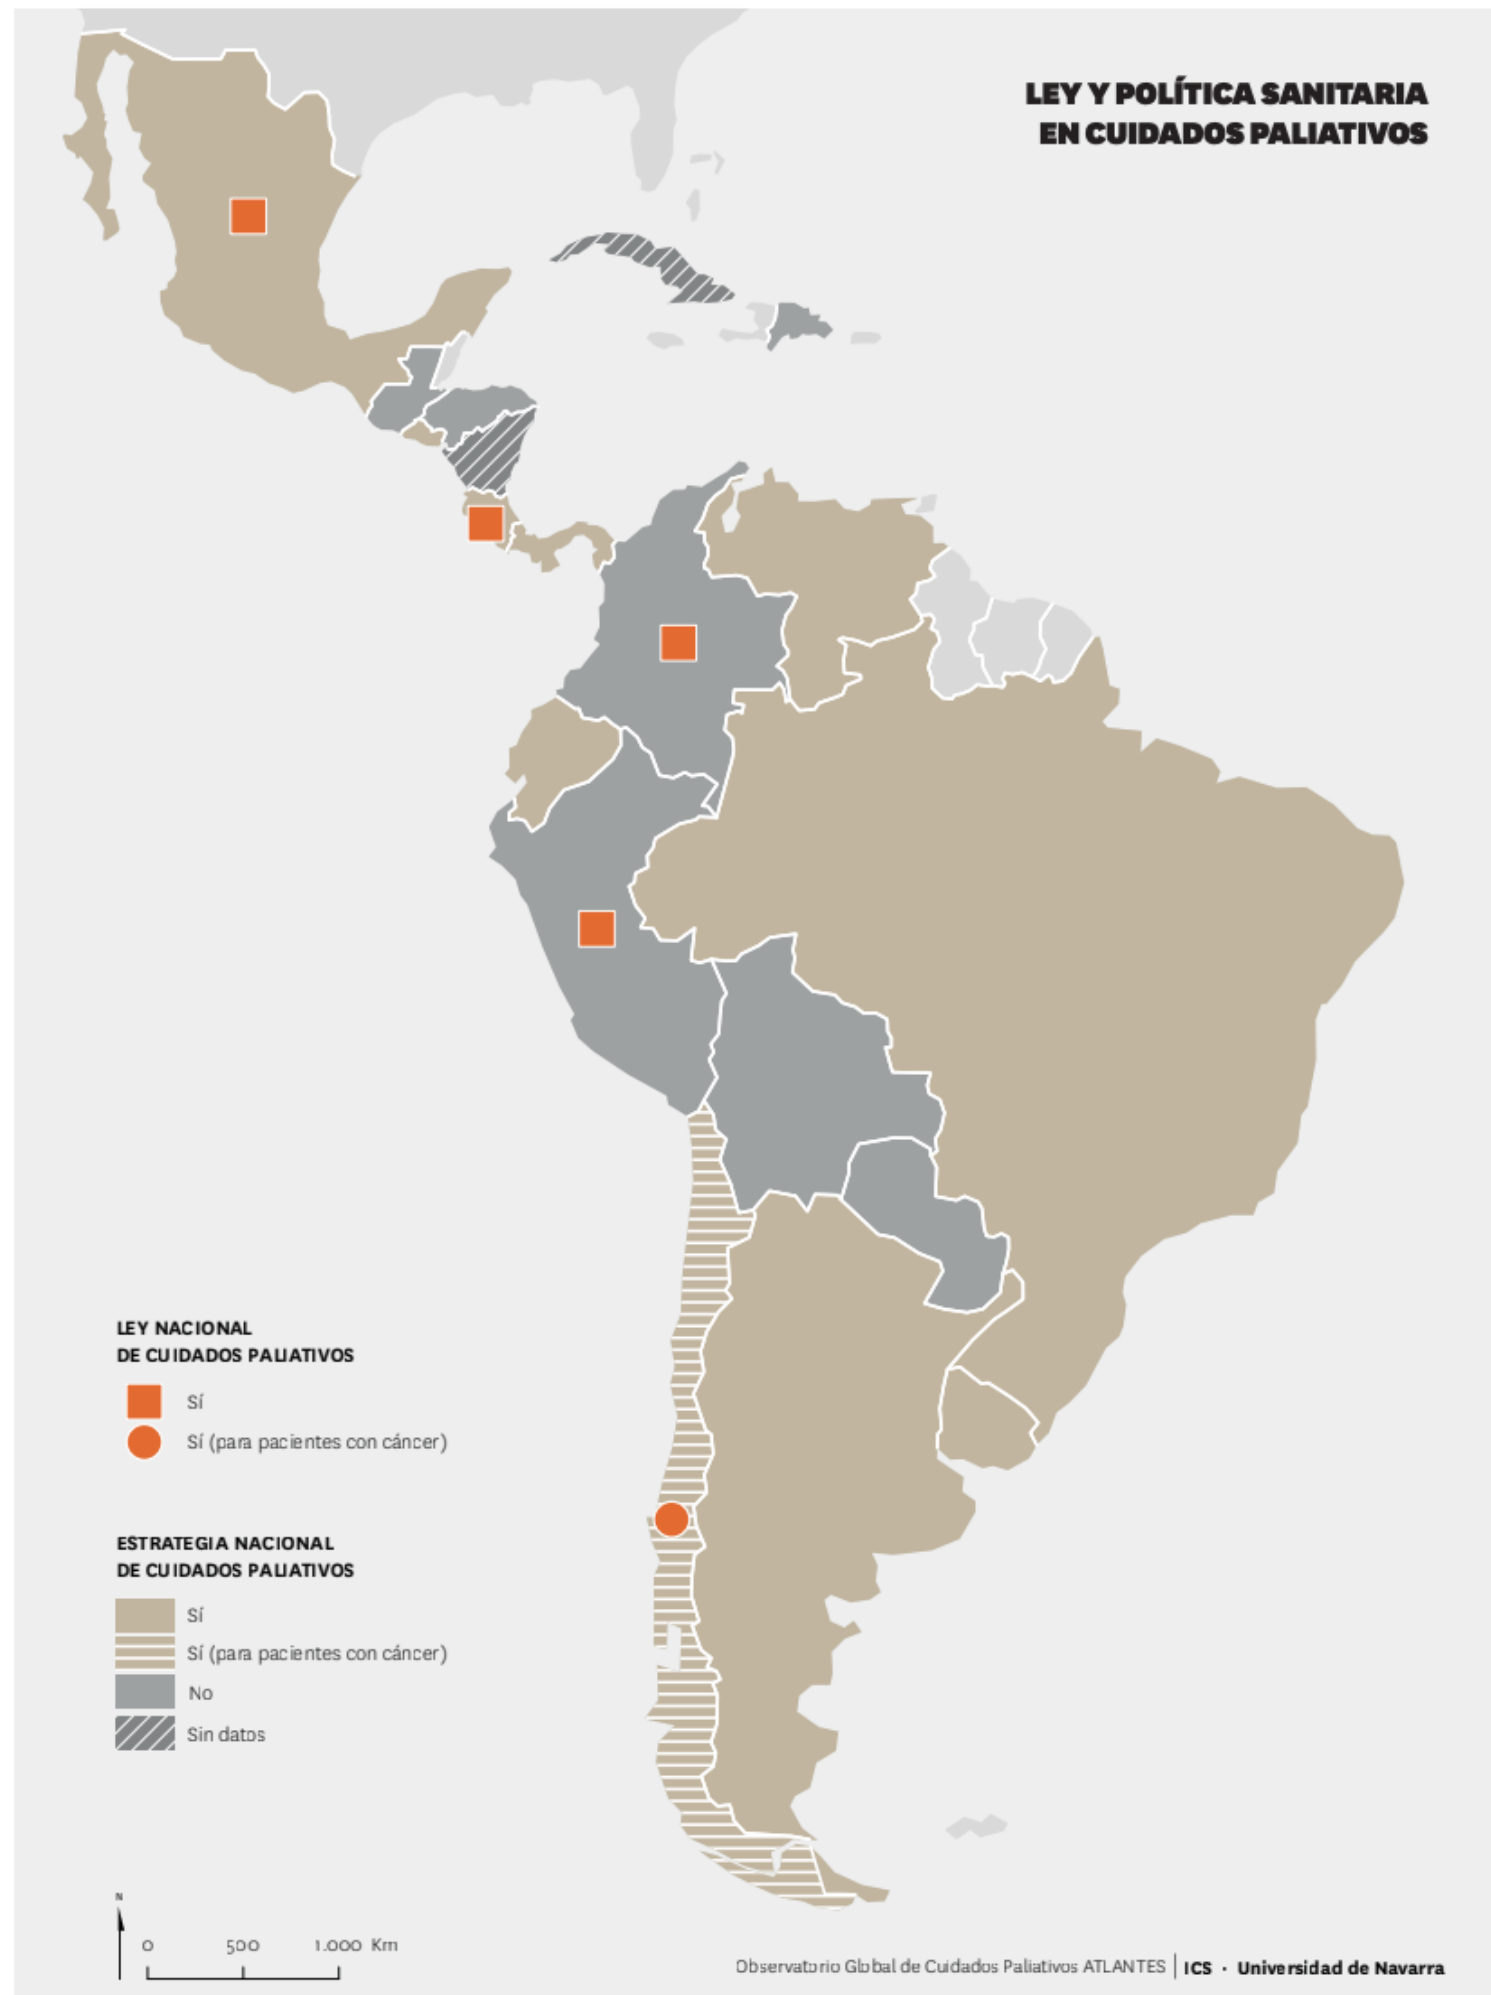 LEY Y POLÍTICA SANITARIA
EN CUIDADOS PALIATIVOS
LEY NACIONAL
DE CUIDADOS PALIATIVOS
Sí
Sí (para pacientes con cáncer)
ESTRATEGIA NACIONAL
DE CUIDADOS PALIATIVOS
Sí
Sí (para pacientes con cáncer)
No
Sin datos
N
0 500 1.000 Km
Observatorio Global de Cuidados Paliativos ATLANTES | ICS · Universidad de Navarra